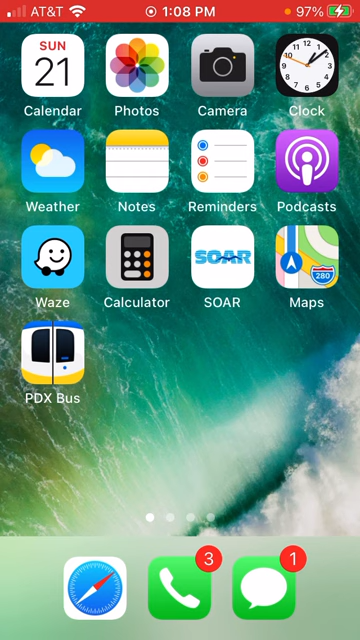 AT&T 1:08 PM 97%
SUN
21
Calendar Photos Camera Clock
Weather Notes Reminders Podcasts
SOAR
280
Waze Calculator SOAR Maps
PDX Bus
3 1